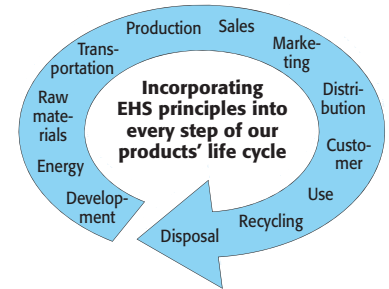 Incorporating
EHS principles into
every step of our
products' life cycle
Develop-
ment
Energy
Raw
mate-
rials
Trans-
portation
Production
Sales
Marke-
ting
Distri-
bution
Custo-
mer
Use
Recycling
Disposal